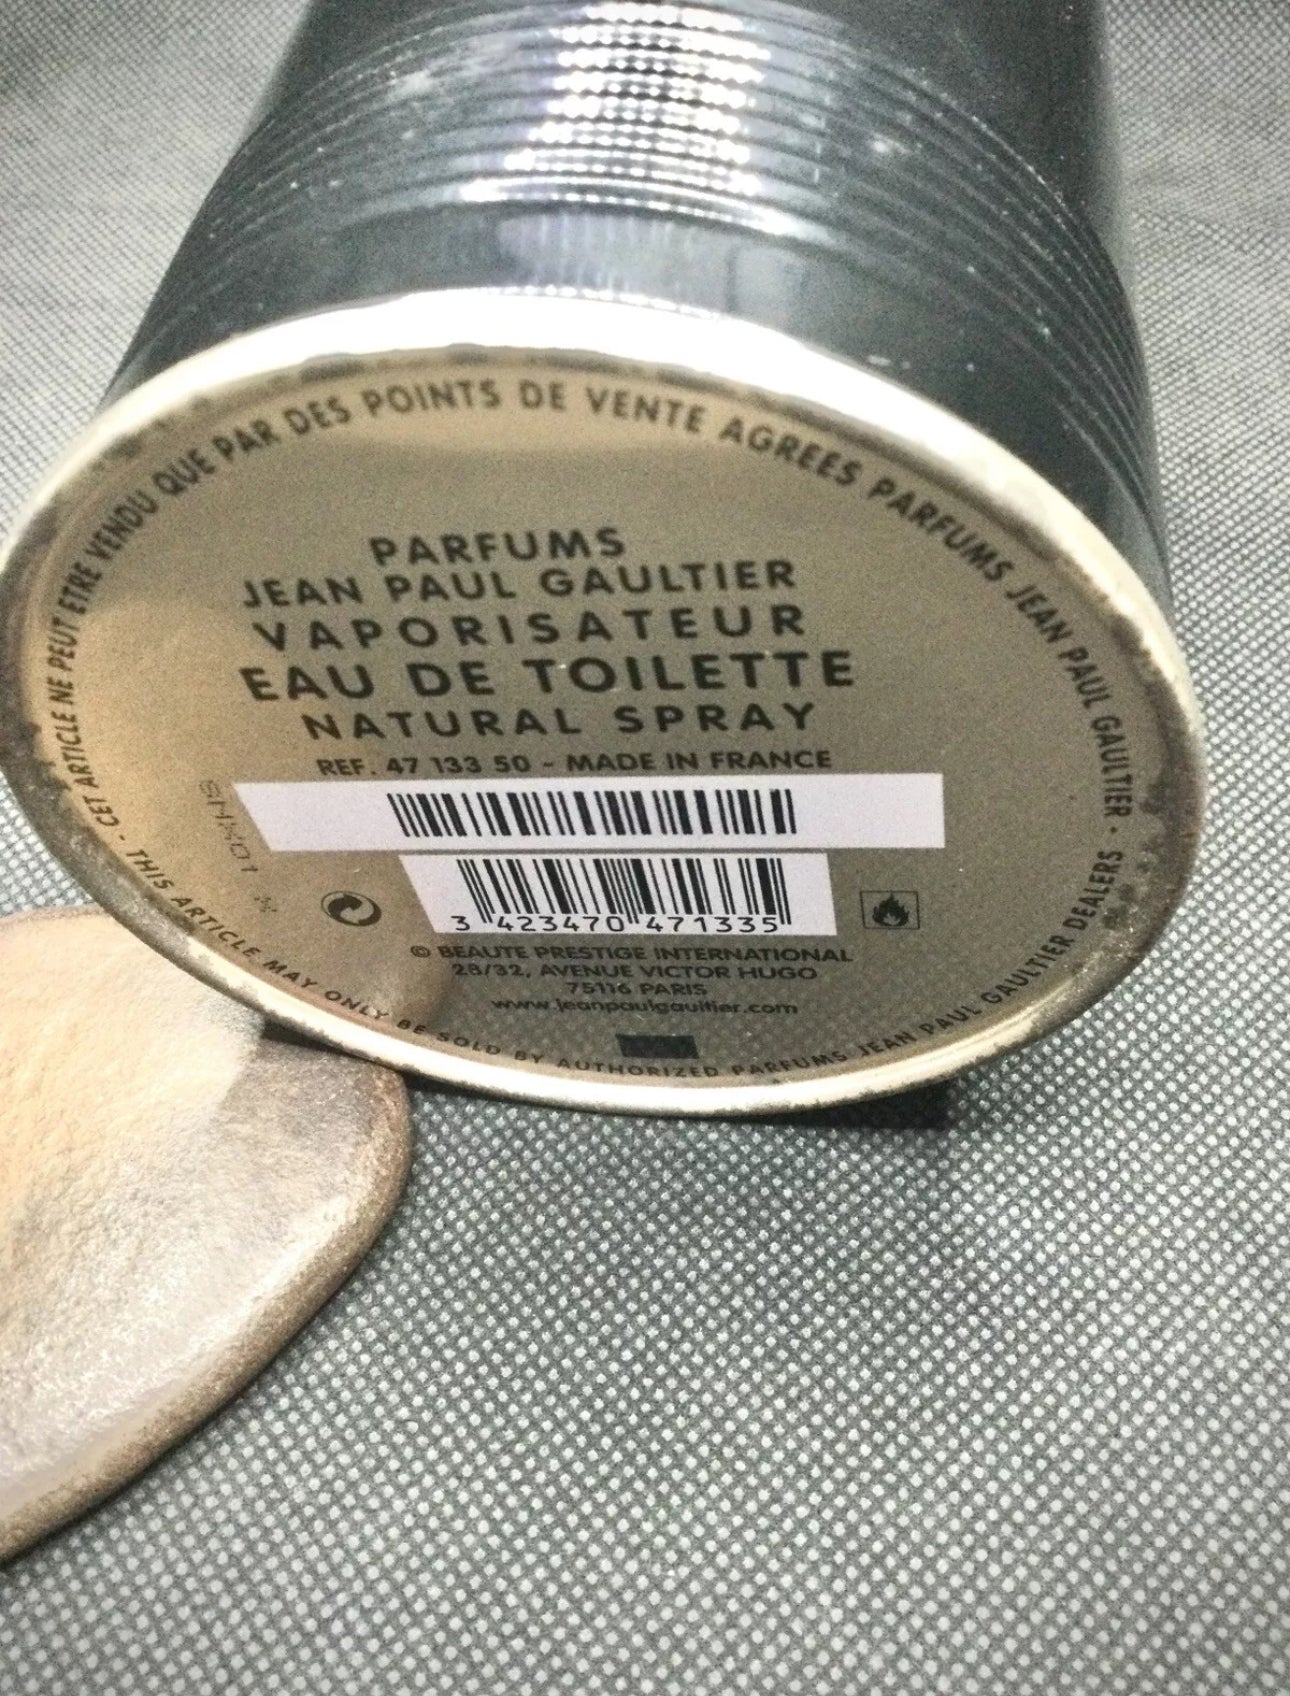 CET ARTICLE NE PEUT ETRE VENDU QUE PAR DES POINTS DE VENTE AGREES PARFUMS JEAN PAUL GAULTIER •
THIS ARTICLE MAY ONLY BE SOLD BY AUTHORIZED PARFUMS JEAN PAUL GAULTIER DEALERS •
PARFUMS
JEAN PAUL GAULTIER
VAPORISATEUR
EAU DE TOILETTE
NATURAL SPRAY
REF. 47 133 50 - MADE IN FRANCE
3 423470 471335
© BEAUTE PRESTIGE INTERNATIONAL
28/32, AVENUE VICTOR HUGO
75116 PARIS
www.jeanpaulgaultier.com